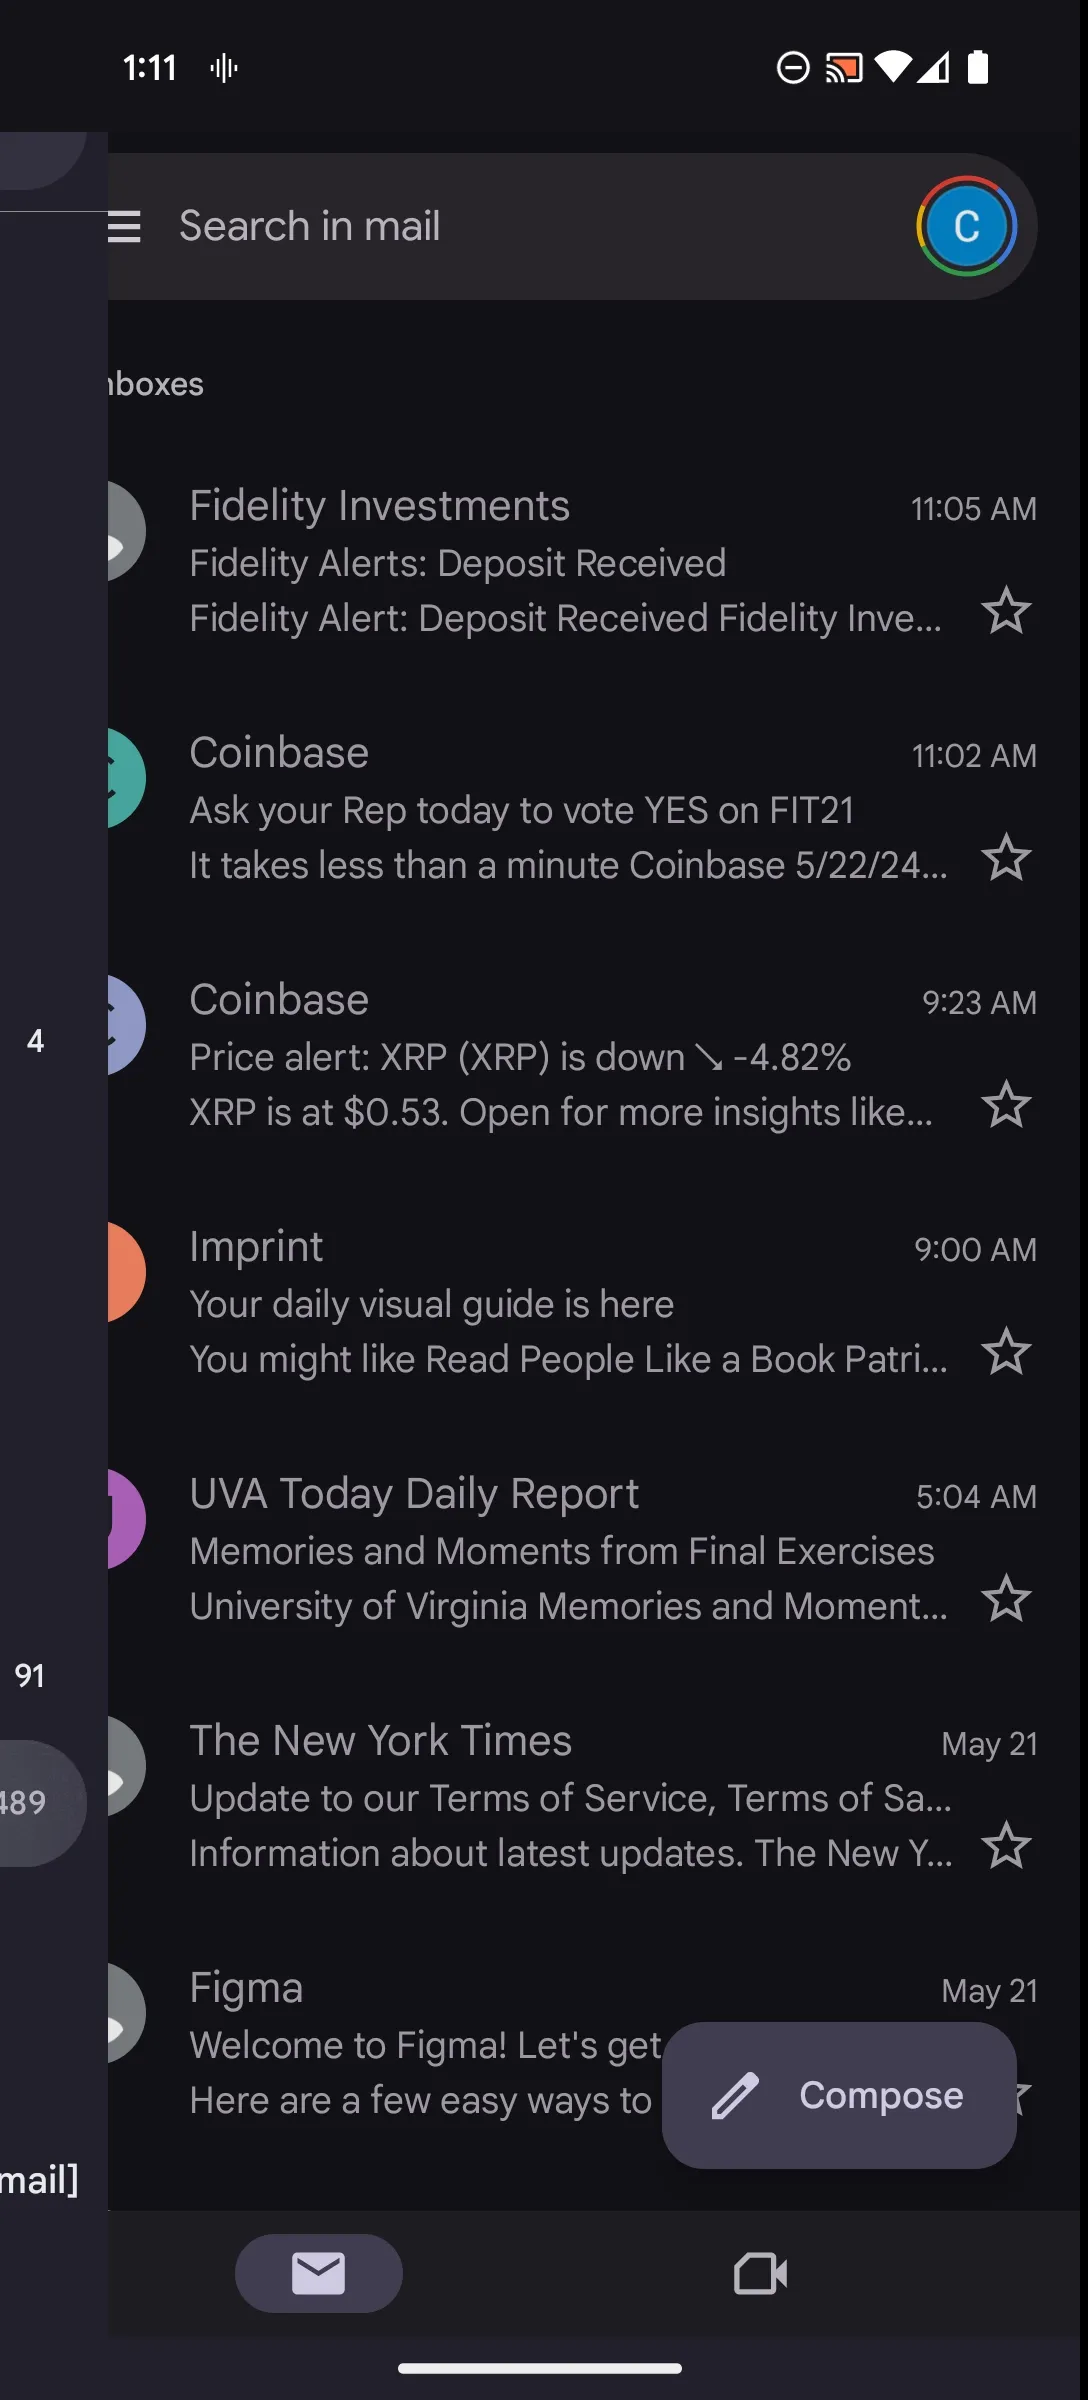 1:11
Search in mail
C
nboxes
Fidelity Investments
11:05 AM
Fidelity Alerts: Deposit Received
Fidelity Alert: Deposit Received Fidelity Inve...
Coinbase
11:02 AM
Ask your Rep today to vote YES on FIT21
It takes less than a minute Coinbase 5/22/24...
Coinbase
9:23 AM
4
Price alert: XRP (XRP) is down ↘ -4.82%
XRP is at $0.53. Open for more insights like...
Imprint
9:00 AM
Your daily visual guide is here
You might like Read People Like a Book Patri...
UVA Today Daily Report
5:04 AM
Memories and Moments from Final Exercises
University of Virginia Memories and Moment...
91
The New York Times
May 21
Update to our Terms of Service, Terms of Sa...
489
Information about latest updates. The New Y...
Figma
May 21
Welcome to Figma! Let's get
Here are a few easy ways to
Compose
mail]